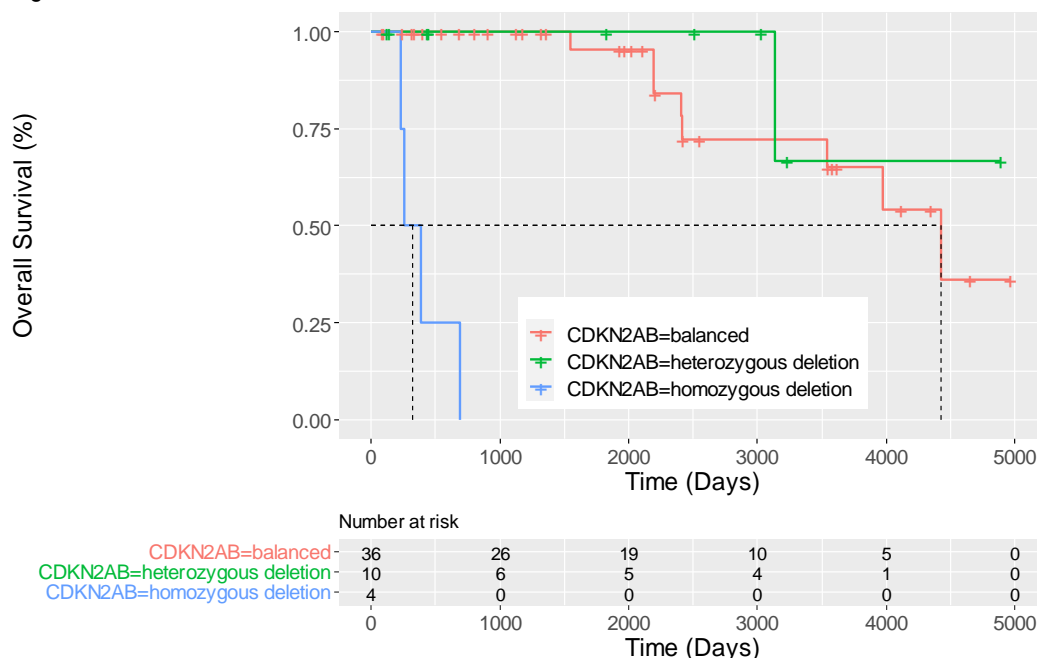 Overall Survival (%)
1.00
0.75
0.50
0.25
0.00
CDKN2AB=balanced
CDKN2AB=heterozygous deletion
CDKN2AB=homozygous deletion
0 1000 2000 3000 4000 5000
Time (Days)
Number at risk
CDKN2AB=balanced 36 26 19 10 5 0
CDKN2AB=heterozygous deletion 10 6 5 4 1 0
CDKN2AB=homozygous deletion 4 0 0 0 0 0
0 1000 2000 3000 4000 5000
Time (Days)